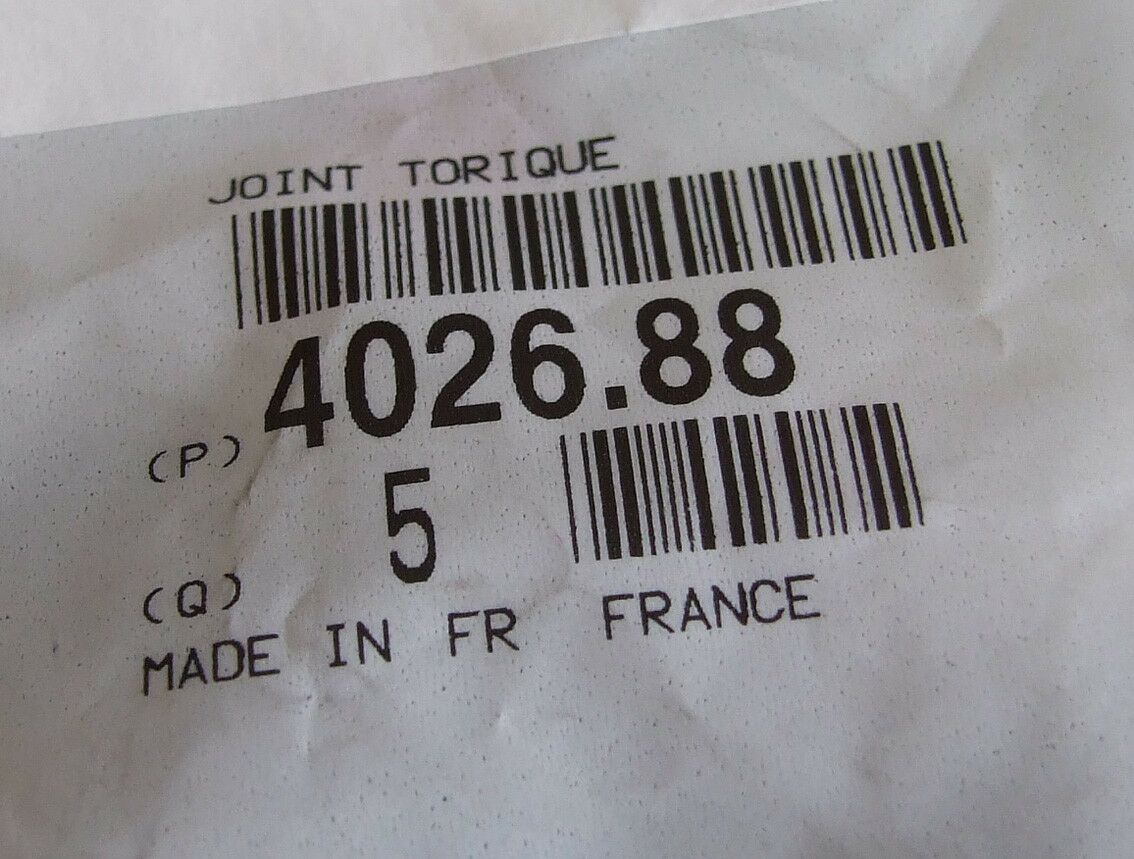 JOINT TORIQUE
(P) 4026.88
(Q) 5
MADE IN FR FRANCE